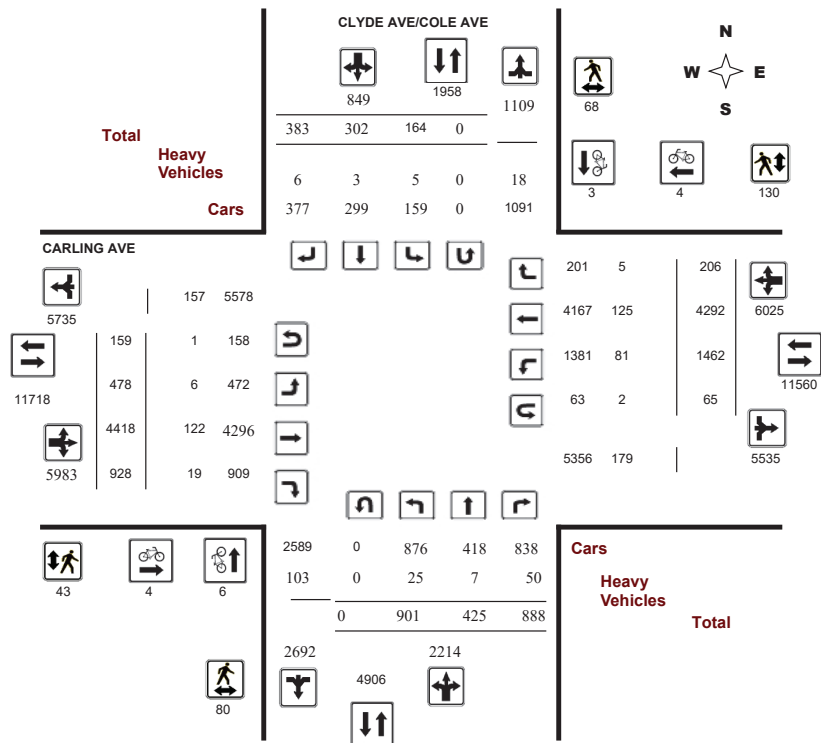 CLYDE AVE/COLE AVE
N
W E
S
849 1958 1109 68
383 302 164 0
Total
Heavy
Vehicles
6 3 5 0 18
3 4 130
Cars 377 299 159 0 1091
CARLING AVE
5735 157 5578
201 5 206
159 1 158
4167 125 4292 6025
11718 478 6 472
1381 81 1462 11560
4418 122 4296
63 2 65
5983 928 19 909
5356 179 5535
43 4 6
2589 0 876 418 838 Cars
103 0 25 7 50 Heavy
Vehicles
0 901 425 888 Total
2692 2214
4906
80